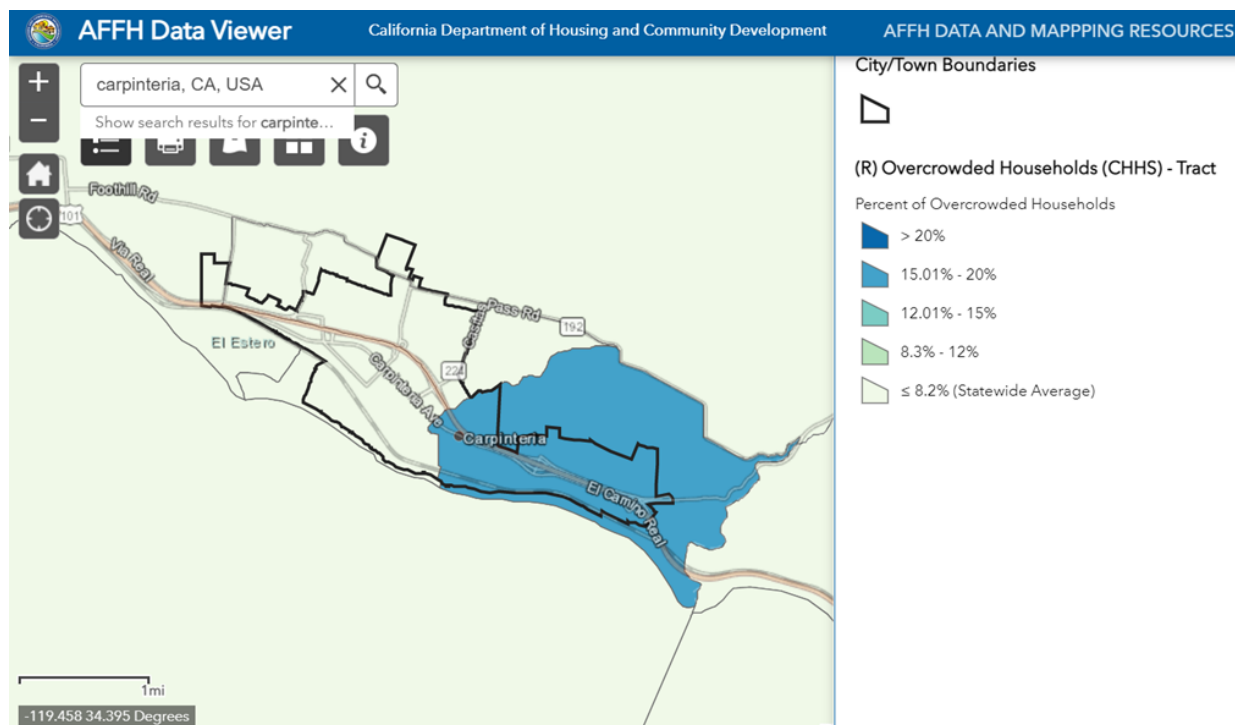 AFFH Data Viewer
California Department of Housing and Community Development
AFFH DATA AND MAPPPING RESOURCES
+
−
carpinteria, CA, USA
Show search results for carpinte...
City/Town Boundaries
(R) Overcrowded Households (CHHS) - Tract
Percent of Overcrowded Households
> 20%
15.01% - 20%
12.01% - 15%
8.3% - 12%
≤ 8.2% (Statewide Average)
Foothill Rd
101
Via Real
El Estero
Pass Rd
192
224
Carpinteria Ave
Carpinteria
El Camino Real
1mi
-119.458 34.395 Degrees